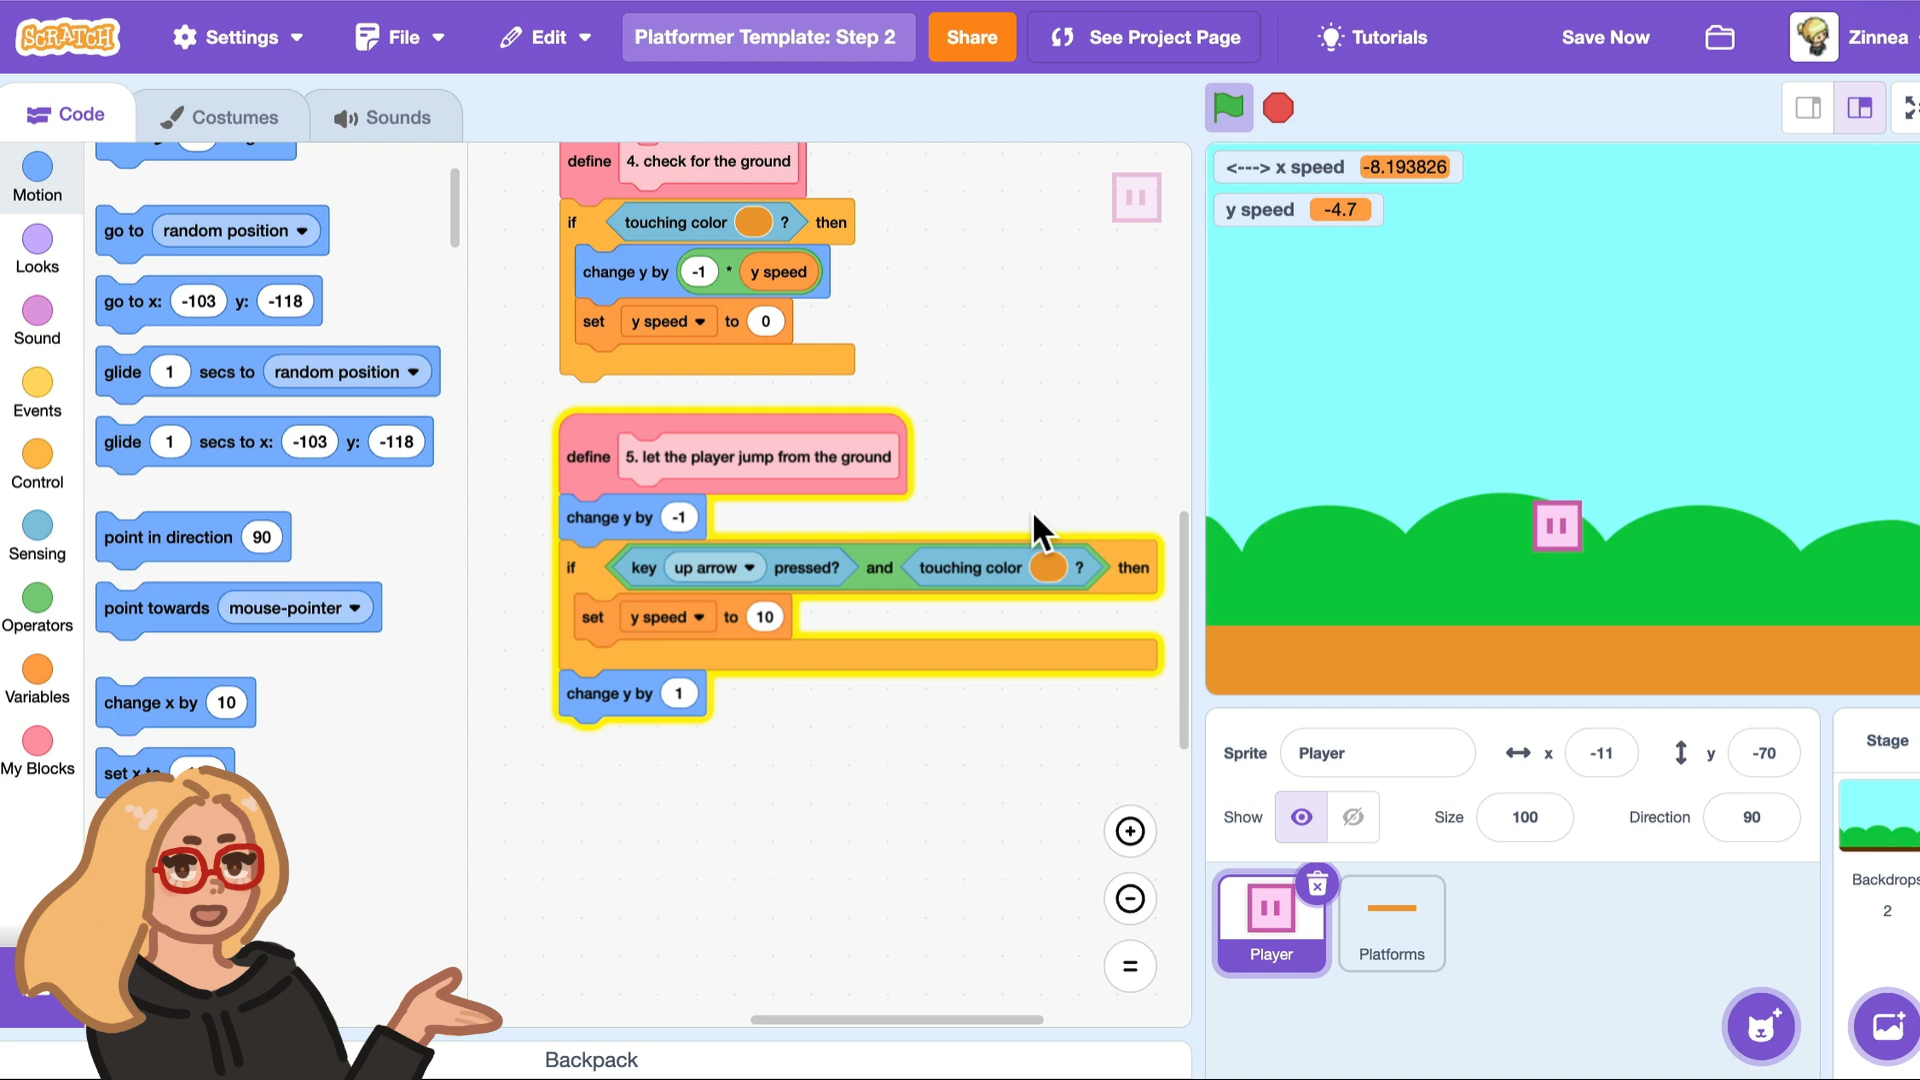 SCRATCH Settings File Edit Platformer Template: Step 2 Share See Project Page Tutorials Save Now Zinnea
Code Costumes Sounds
Motion
Looks
Sound
Events
Control
Sensing
Operators
Variables
My Blocks
go to random position
go to x: -103 y: -118
glide 1 secs to random position
glide 1 secs to x: -103 y: -118
point in direction 90
point towards mouse-pointer
change x by 10
set x to
define 4. check for the ground
if touching color ? then
change y by -1 * y speed
set y speed to 0
define 5. let the player jump from the ground
change y by -1
if key up arrow pressed? and touching color ? then
set y speed to 10
change y by 1
Backpack
<---> x speed -8.193826
y speed -4.7
Sprite Player x -11 y -70
Show Size 100 Direction 90
Player
Platforms
Stage
Backdrops
2